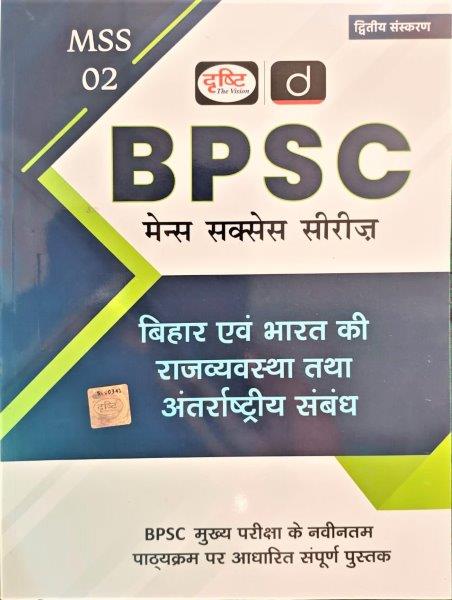 MSS
02
द्वितीय संस्करण
दृष्टि
The Vision
d
BPSC
मेन्स सक्सेस सीरीज़
बिहार एवं भारत की
राजव्यवस्था तथा
अंतर्राष्ट्रीय संबंध
दृष्टि
BPSC मुख्य परीक्षा के नवीनतम
पाठ्यक्रम पर आधारित संपूर्ण पुस्तक